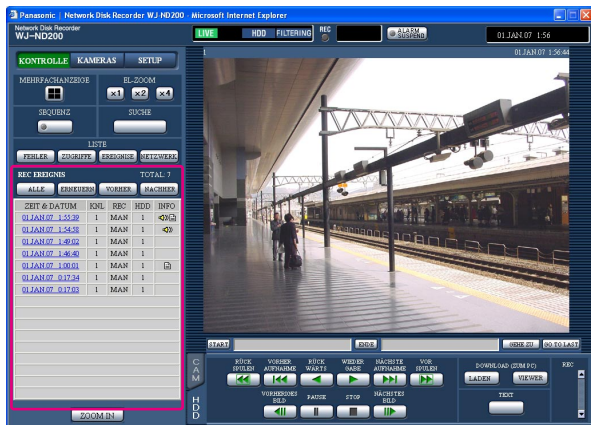 Panasonic | Network Disk Recorder WJ-ND200 - Microsoft Internet Explorer
Network Disk Recorder
WJ-ND200
LIVE HDD FILTERING REC ALARM SUSPEND 01.JAN.07 1:56
KONTROLLE KAMERAS SETUP
1 01.JAN.07 1:56:44
MEHRFACHANZEIGE EL-ZOOM
x1 x2 x4
SEQUENZ SUCHE
LISTE
FEHLER ZUGRIFFE EREIGNISE NETZWERK
REC EREIGNIS TOTAL: 7
ALLE ERNEUERN VORHER NACHHER
ZEIT & DATUM KNL REC HDD INFO
01.JAN.07 1:55:39 1 MAN 1
01.JAN.07 1:54:58 1 MAN 1
01.JAN.07 1:49:02 1 MAN 1
01.JAN.07 1:46:40 1 MAN 1
01.JAN.07 1:00:01 1 MAN 1
01.JAN.07 0:17:34 1 MAN 1
01.JAN.07 0:17:03 1 MAN 1
ZOOM IN
START ENDE GEHE ZU GO TO LAST
CAM
HDD
RÜCK SPULEN VORHER AUFNAHME RÜCK WÄRTS WIEDER GABE NÄCHSTE AUFNAHME VOR SPULEN
VORHERIGES BILD PAUSE STOP NÄCHSTES BILD
DOWNLOAD (ZUM PC) REC
LADEN VIEWER
TEXT